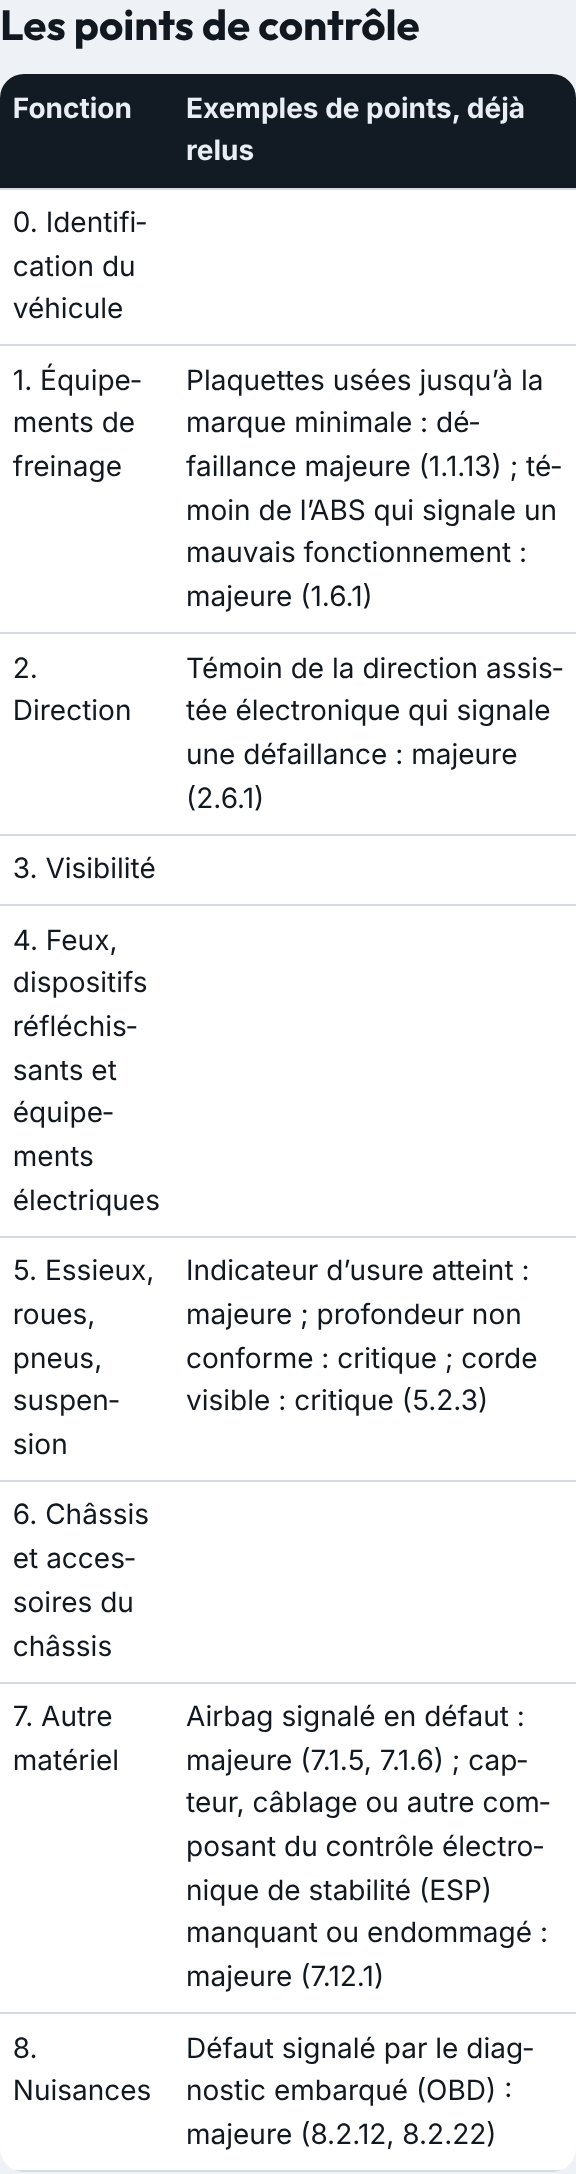 Les points de contrôle
Fonction
Exemples de points, déjà
relus
0. Identifi-
cation du
véhicule
1. Équipe-
ments de
freinage
Plaquettes usées jusqu’à la
marque minimale : dé-
faillance majeure (1.1.13) ; té-
moin de l’ABS qui signale un
mauvais fonctionnement :
majeure (1.6.1)
2.
Direction
Témoin de la direction assis-
tée électronique qui signale
une défaillance : majeure
(2.6.1)
3. Visibilité
4. Feux,
dispositifs
réfléchis-
sants et
équipe-
ments
électriques
5. Essieux,
roues,
pneus,
suspen-
sion
Indicateur d’usure atteint :
majeure ; profondeur non
conforme : critique ; corde
visible : critique (5.2.3)
6. Châssis
et acces-
soires du
châssis
7. Autre
matériel
Airbag signalé en défaut :
majeure (7.1.5, 7.1.6) ; cap-
teur, câblage ou autre com-
posant du contrôle électro-
nique de stabilité (ESP)
manquant ou endommagé :
majeure (7.12.1)
8.
Nuisances
Défaut signalé par le diag-
nostic embarqué (OBD) :
majeure (8.2.12, 8.2.22)